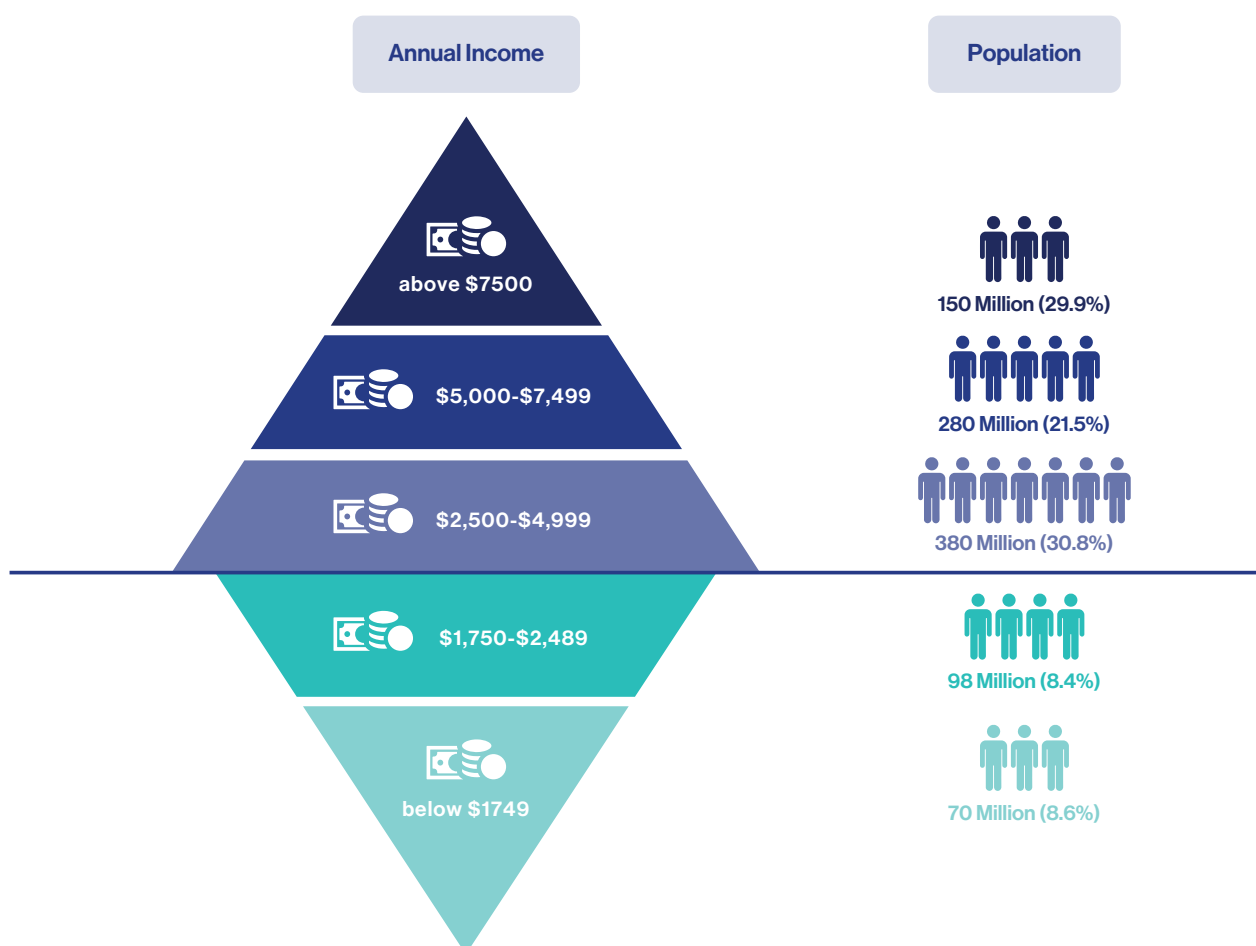 Annual Income
Population
above $7500
150 Million (29.9%)
$5,000-$7,499
280 Million (21.5%)
$2,500-$4,999
380 Million (30.8%)
$1,750-$2,489
98 Million (8.4%)
below $1749
70 Million (8.6%)